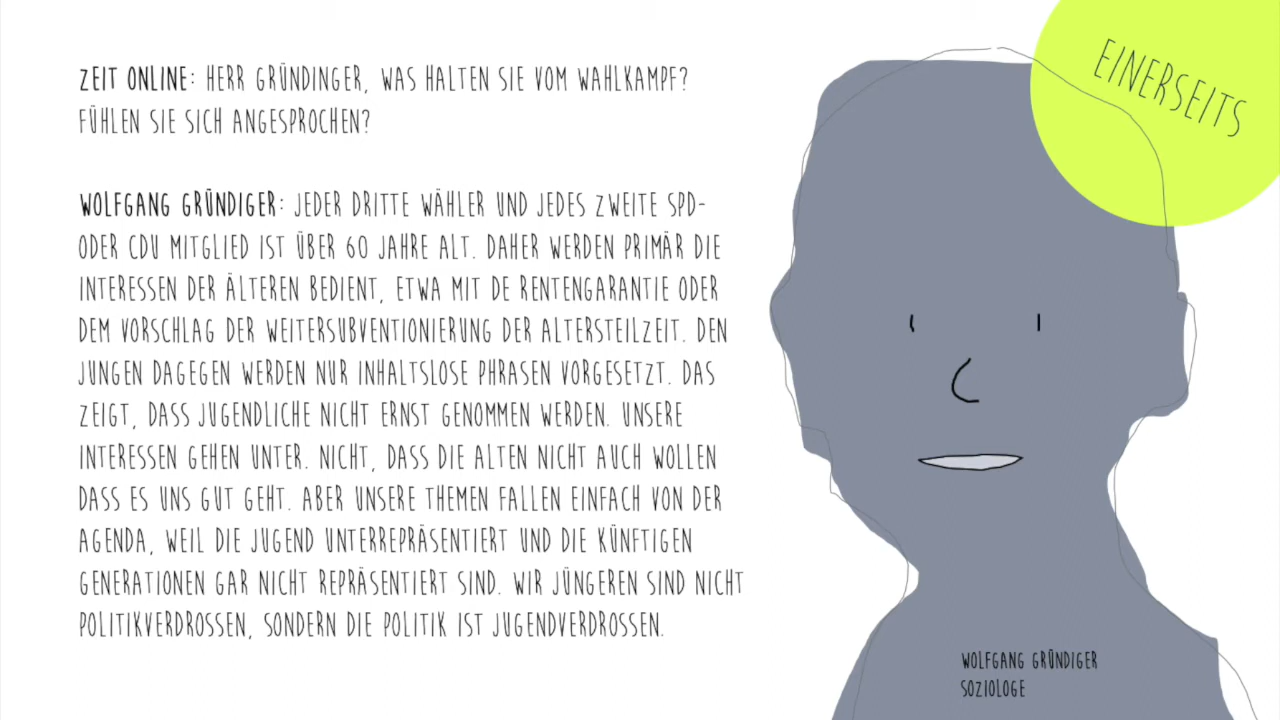 EINERSEITS
ZEIT ONLINE: HERR GRÜNDINGER, WAS HALTEN SIE VOM WAHLKAMPF?
FÜHLEN SIE SICH ANGESPROCHEN?
WOLFGANG GRÜNDIGER: JEDER DRITTE WÄHLER UND JEDES ZWEITE SPD-
ODER CDU MITGLIED IST ÜBER 60 JAHRE ALT. DAHER WERDEN PRIMÄR DIE
INTERESSEN DER ÄLTEREN BEDIENT, ETWA MIT DE RENTENGARANTIE ODER
DEM VORSCHLAG DER WEITERSUBVENTIONIERUNG DER ALTERSTEILZEIT. DEN
JUNGEN DAGEGEN WERDEN NUR INHALTSLOSE PHRASEN VORGESETZT. DAS
ZEIGT, DASS JUGENDLICHE NICHT ERNST GENOMMEN WERDEN. UNSERE
INTERESSEN GEHEN UNTER. NICHT, DASS DIE ALTEN NICHT AUCH WOLLEN
DASS ES UNS GUT GEHT. ABER UNSERE THEMEN FALLEN EINFACH VON DER
AGENDA, WEIL DIE JUGEND UNTERREPRÄSENTIERT UND DIE KÜNFTIGEN
GENERATIONEN GAR NICHT REPRÄSENTIERT SIND. WIR JÜNGEREN SIND NICHT
POLITIKVERDROSSEN, SONDERN DIE POLITIK IST JUGENDVERDROSSEN.
WOLFGANG GRÜNDIGER
SOZIOLOGE